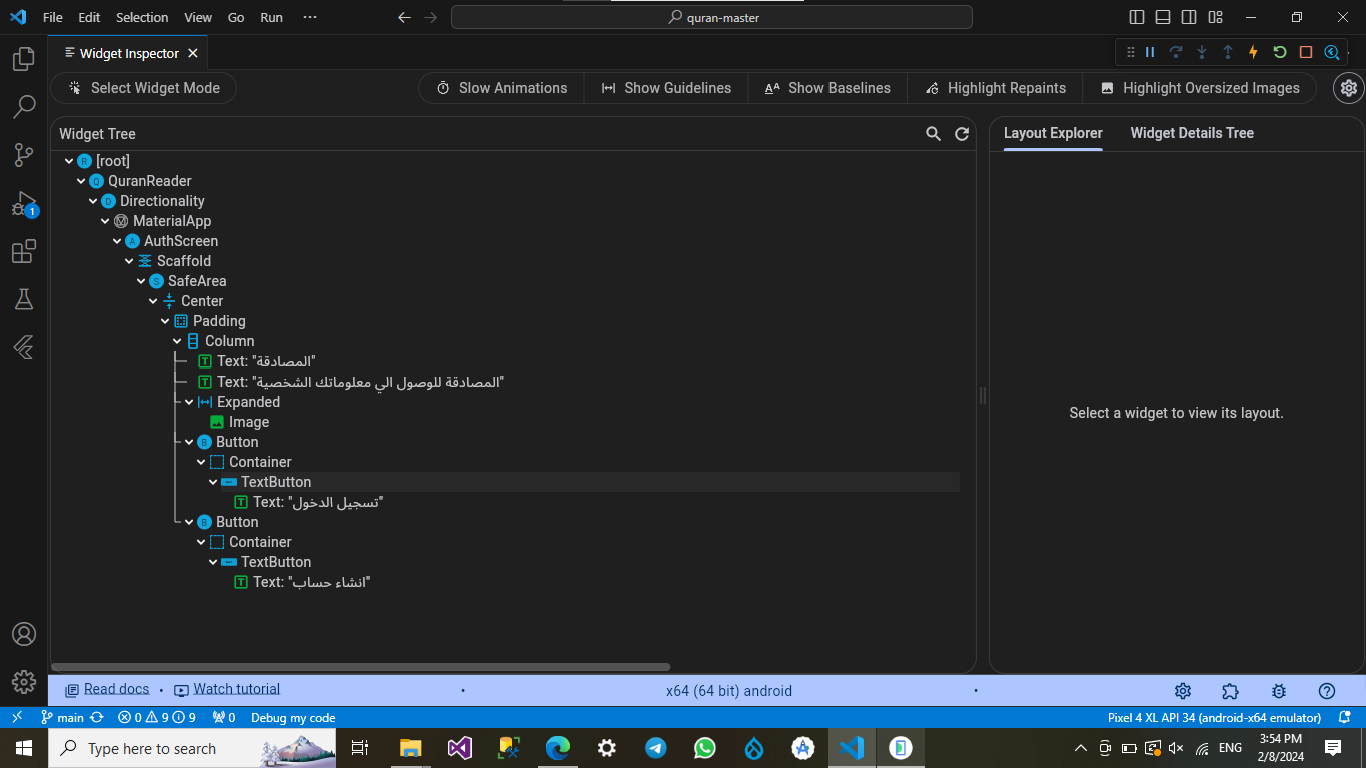 File Edit Selection View Go Run ··· quran-master
Widget Inspector
Select Widget Mode Slow Animations Show Guidelines Show Baselines Highlight Repaints Highlight Oversized Images
Widget Tree
Layout Explorer Widget Details Tree
[root]
QuranReader
Directionality
MaterialApp
AuthScreen
Scaffold
SafeArea
Center
Padding
Column
Text: "المصادقة"
Text: "المصادقة للوصول الي معلوماتك الشخصية"
Expanded
Image
Button
Container
TextButton
Text: "تسجيل الدخول"
Button
Container
TextButton
Text: "انشاء حساب"
Select a widget to view its layout.
Read docs • Watch tutorial • x64 (64 bit) android •
main 0 9 9 0 Debug my code Pixel 4 XL API 34 (android-x64 emulator)
Type here to search ENG 3:54 PM
2/8/2024